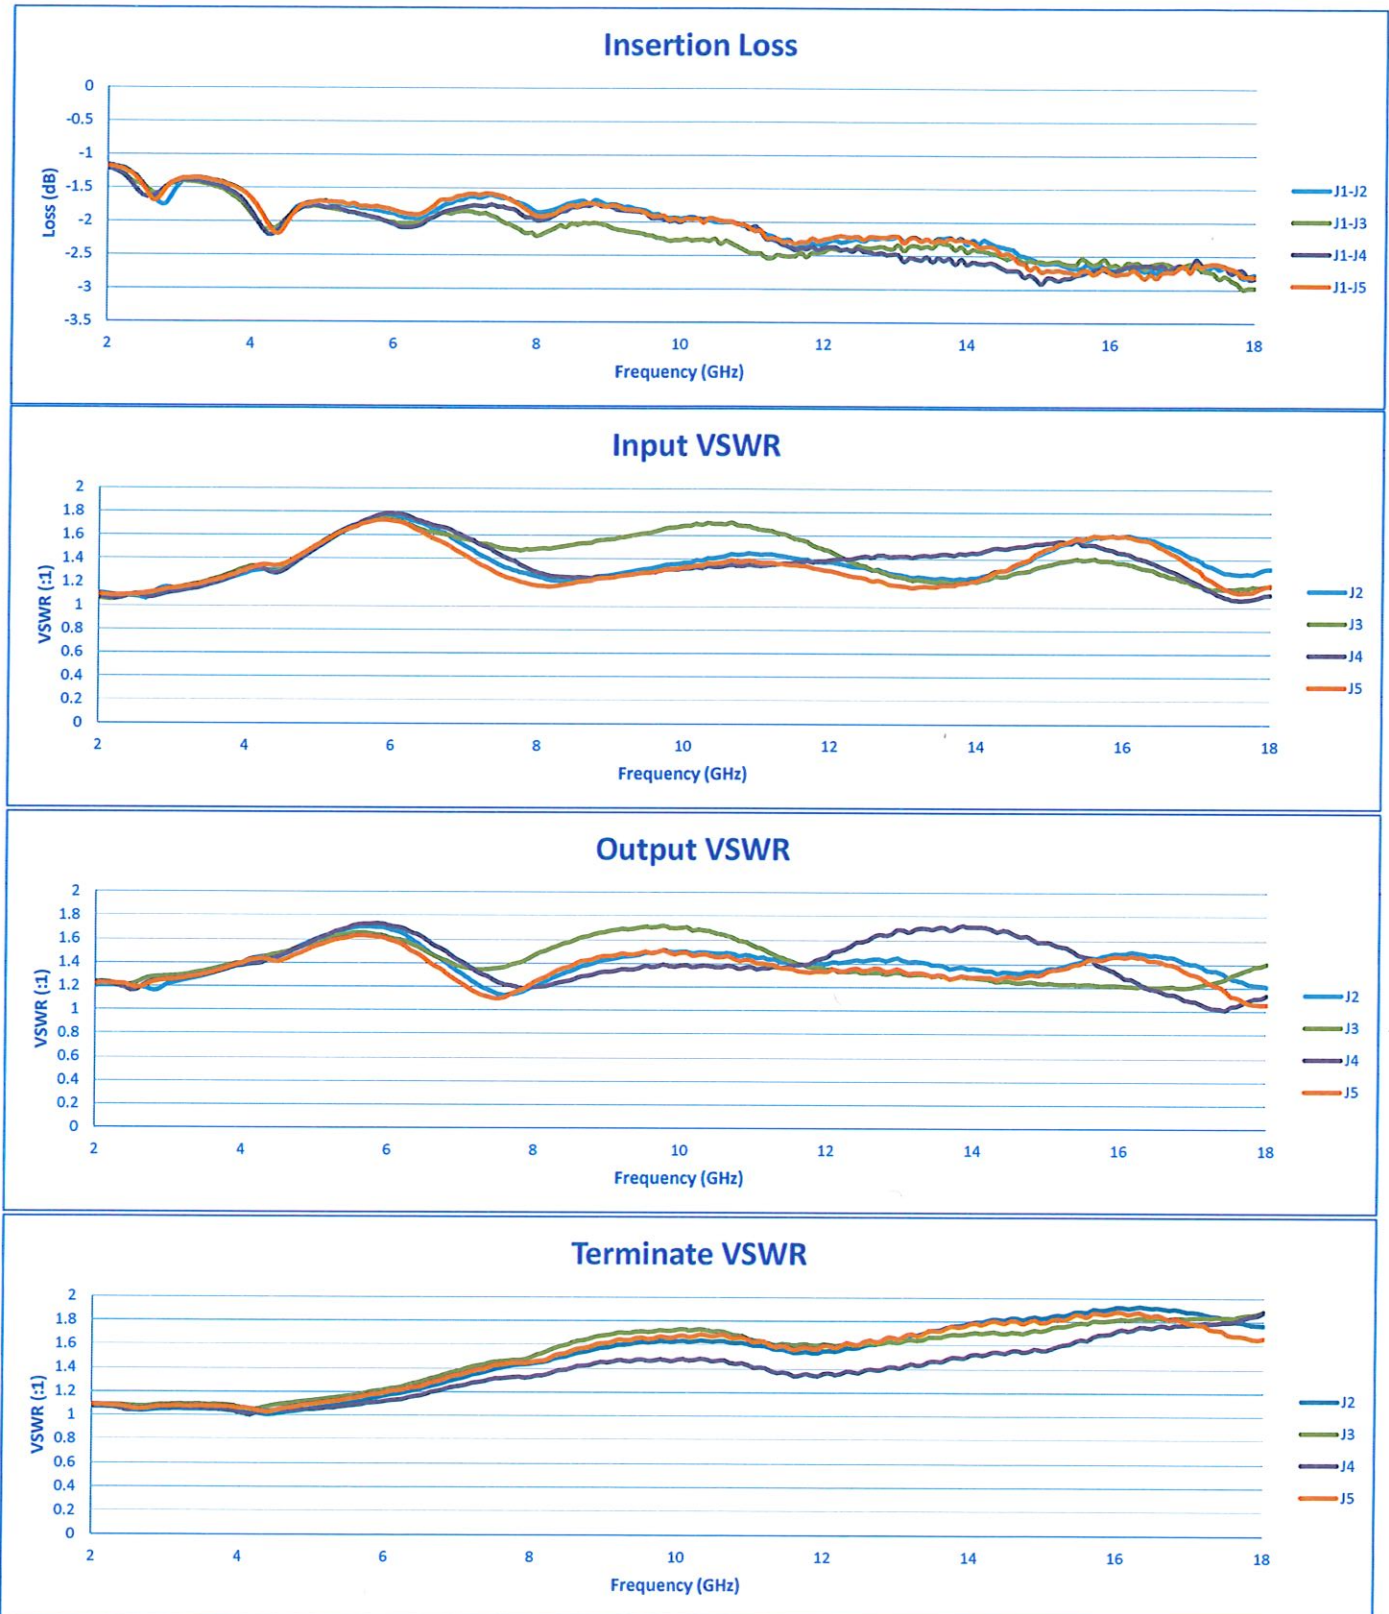 Insertion Loss
0
-0.5
-1
-1.5
-2
-2.5
-3
-3.5
Loss (dB)
2 4 6 8 10 12 14 16 18
Frequency (GHz)
J1-J2
J1-J3
J1-J4
J1-J5
Input VSWR
2
1.8
1.6
1.4
1.2
1
0.8
0.6
0.4
0.2
0
VSWR (:1)
2 4 6 8 10 12 14 16 18
Frequency (GHz)
J2
J3
J4
J5
Output VSWR
2
1.8
1.6
1.4
1.2
1
0.8
0.6
0.4
0.2
0
VSWR (:1)
2 4 6 8 10 12 14 16 18
Frequency (GHz)
J2
J3
J4
J5
Terminate VSWR
2
1.8
1.6
1.4
1.2
1
0.8
0.6
0.4
0.2
0
VSWR (:1)
2 4 6 8 10 12 14 16 18
Frequency (GHz)
J2
J3
J4
J5